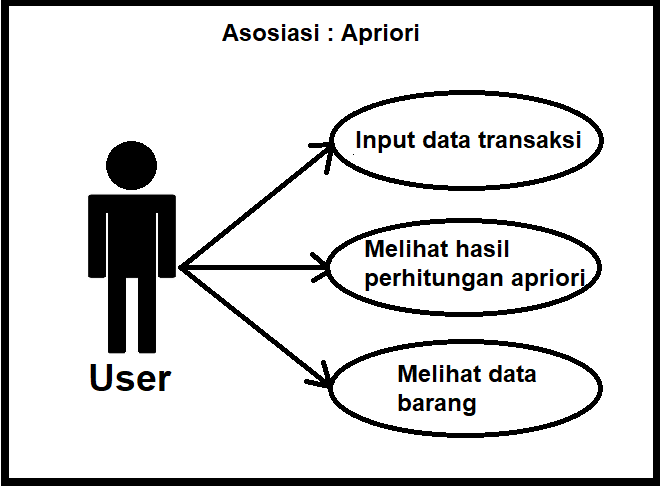 Asosiasi : Apriori
Input data transaksi
Melihat hasil
perhitungan apriori
User
Melihat data
barang